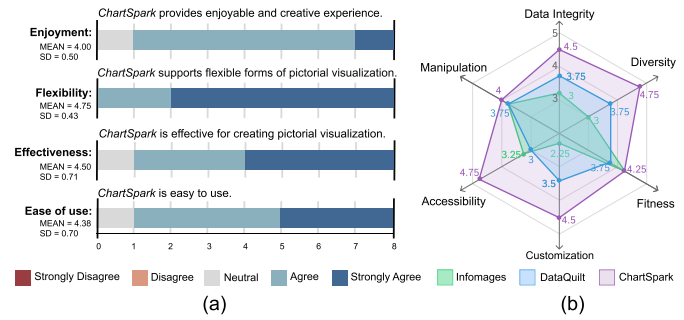 ChartSpark provides enjoyable and creative experience.
Enjoyment:
MEAN = 4.00
SD = 0.50
ChartSpark supports flexible forms of pictorial visualization.
Flexibility:
MEAN = 4.75
SD = 0.43
ChartSpark is effective for creating pictorial visualization.
Effectiveness:
MEAN = 4.50
SD = 0.71
ChartSpark is easy to use.
Ease of use:
MEAN = 4.38
SD = 0.70
0 1 2 3 4 5 6 7 8
Strongly Disagree Disagree Neutral Agree Strongly Agree
(a)
Data Integrity
5
4.5
Manipulation
Diversity
4
3.75
4
4.75
3
3
3.75
3.75
3
3.25
3
2.25
3.75
4.25
4.75
3.5
Accessibility
Fitness
4.5
Customization
Infomages DataQuilt ChartSpark
(b)